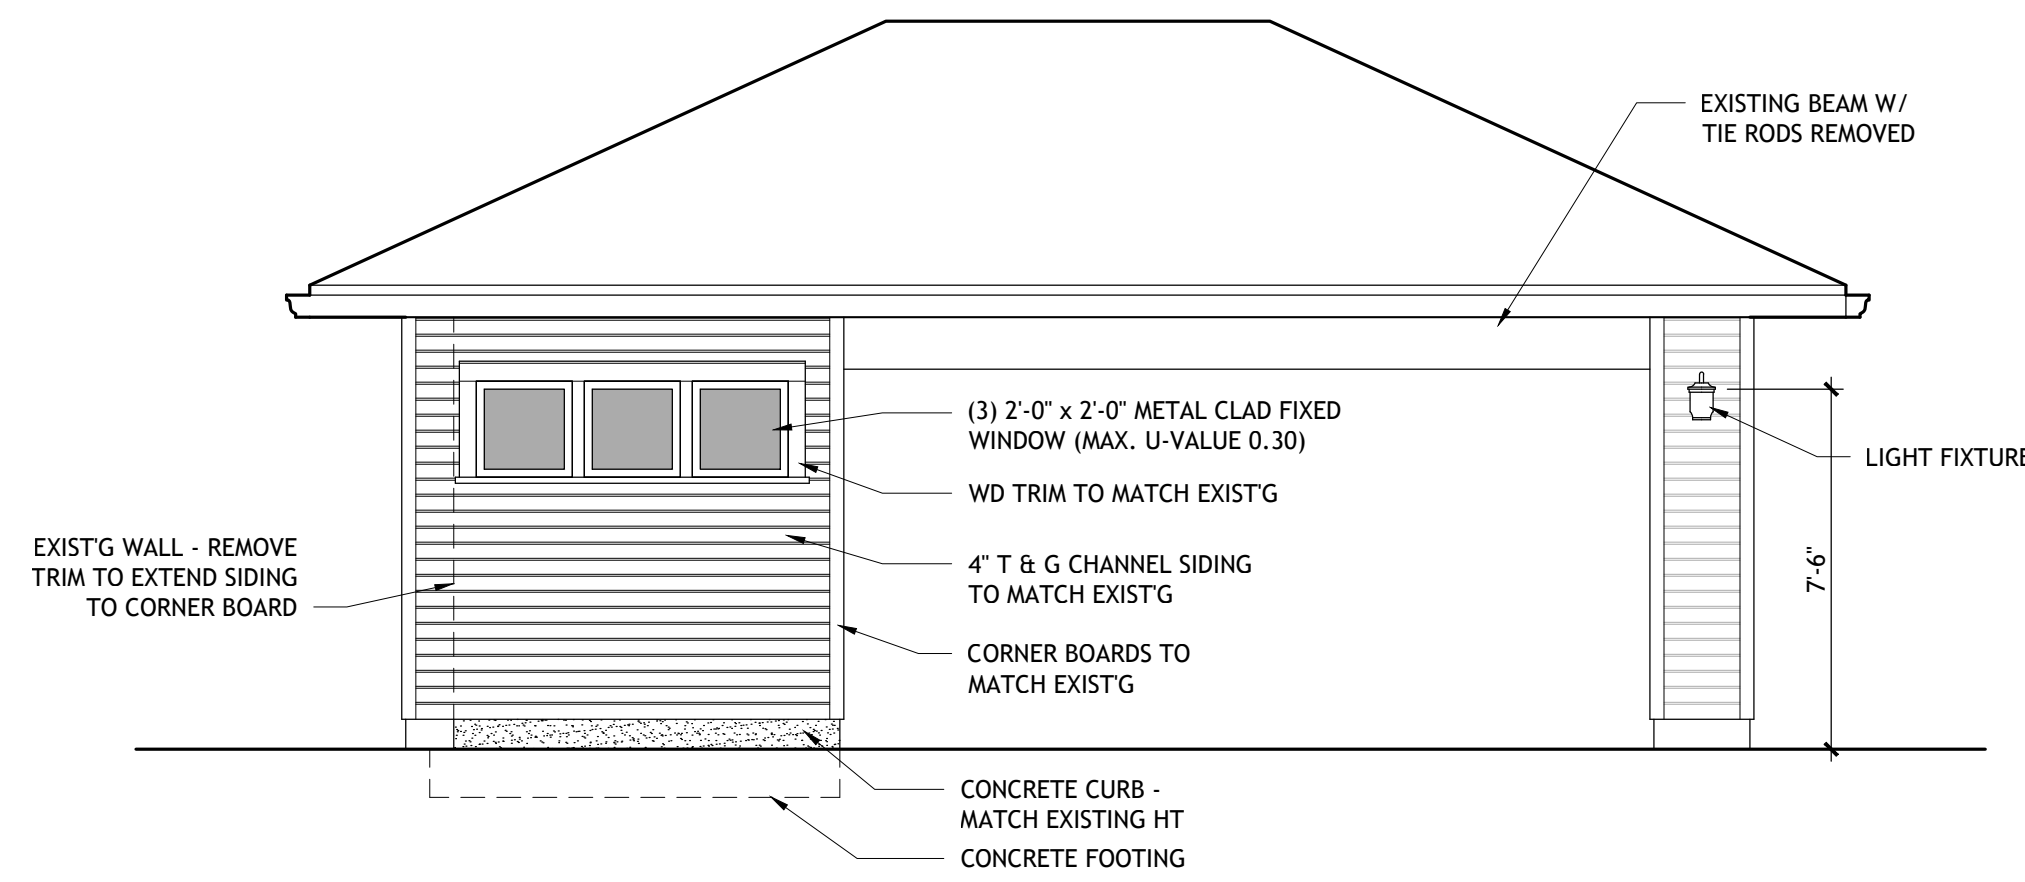 EXISTING BEAM W/
TIE RODS REMOVED
(3) 2'-0" x 2'-0" METAL CLAD FIXED
WINDOW (MAX. U-VALUE 0.30)
LIGHT FIXTURE
WD TRIM TO MATCH EXIST'G
EXIST'G WALL - REMOVE
TRIM TO EXTEND SIDING
TO CORNER BOARD
4" T & G CHANNEL SIDING
TO MATCH EXIST'G
7'-6"
CORNER BOARDS TO
MATCH EXIST'G
CONCRETE CURB -
MATCH EXISTING HT
CONCRETE FOOTING